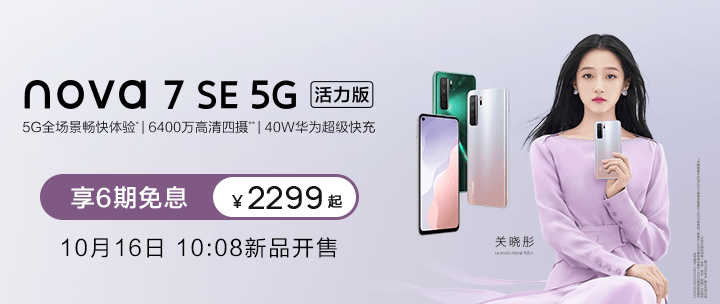 nova 7 SE 5G 活力版
5G全场景畅快体验*|6400万高清四摄**|40W华为超级快充
享6期免息 ¥2299起
10月16日 10:08新品开售
关晓彤